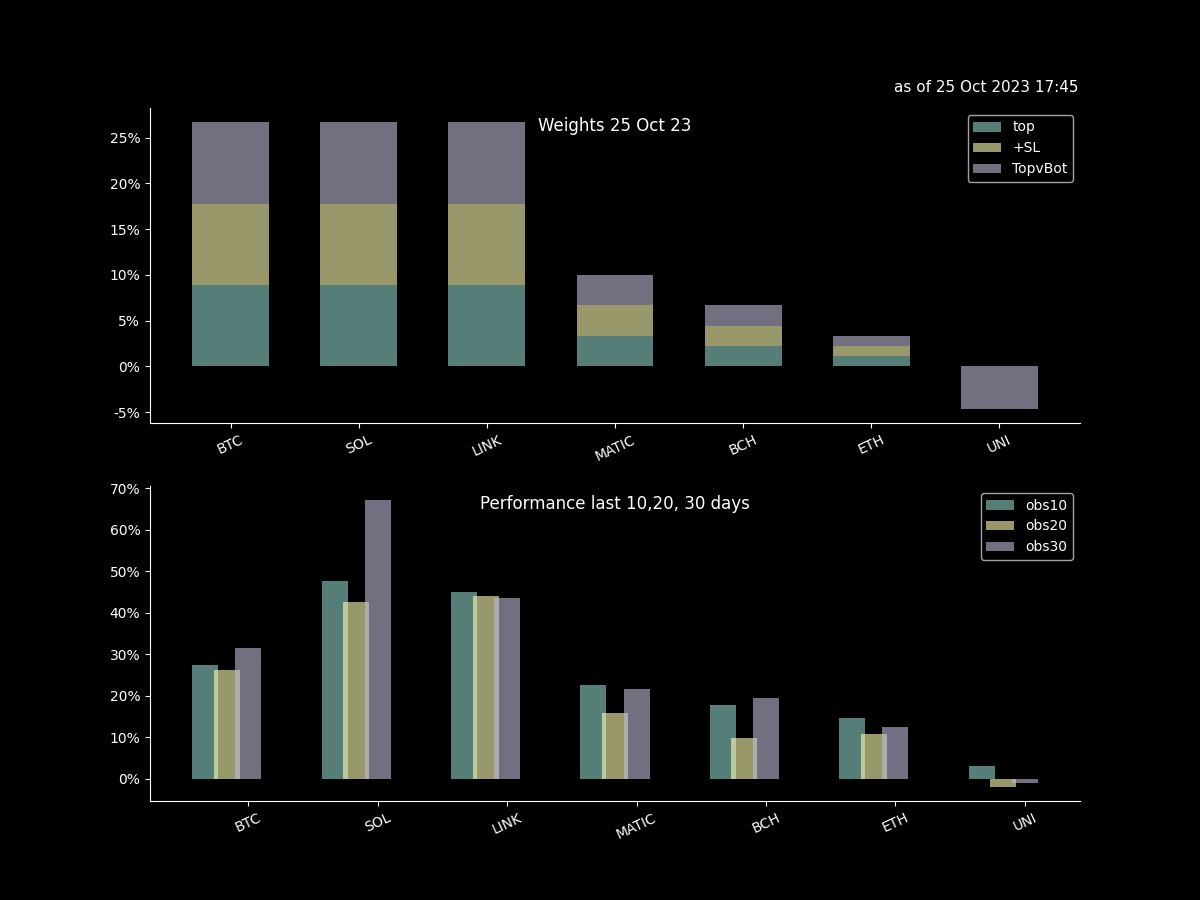 as of 25 Oct 2023 17:45
Weights 25 Oct 23
top
+SL
TopvBot
25%
20%
15%
10%
5%
0%
-5%
BTC SOL LINK MATIC BCH ETH UNI
Performance last 10,20, 30 days
obs10
obs20
obs30
70%
60%
50%
40%
30%
20%
10%
0%
BTC SOL LINK MATIC BCH ETH UNI